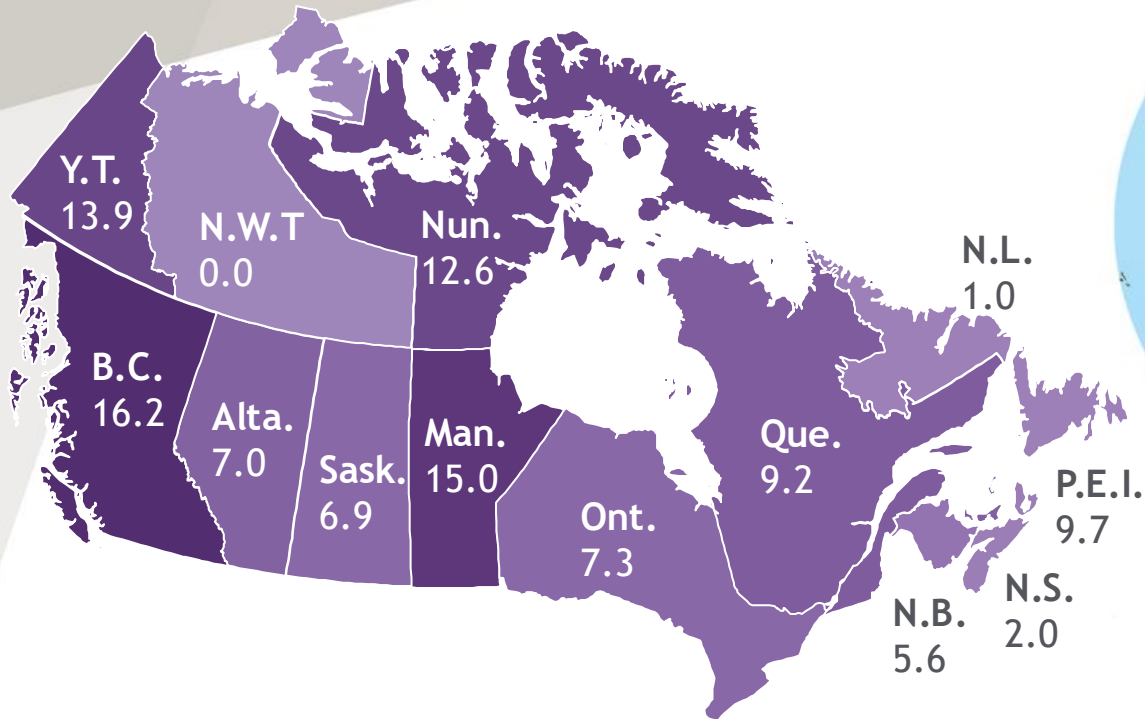 Y.T.
13.9
N.W.T
0.0
Nun.
12.6
N.L.
1.0
B.C.
16.2
Alta.
7.0
Sask.
6.9
Man.
15.0
Ont.
7.3
Que.
9.2
P.E.I.
9.7
N.S.
2.0
N.B.
5.6